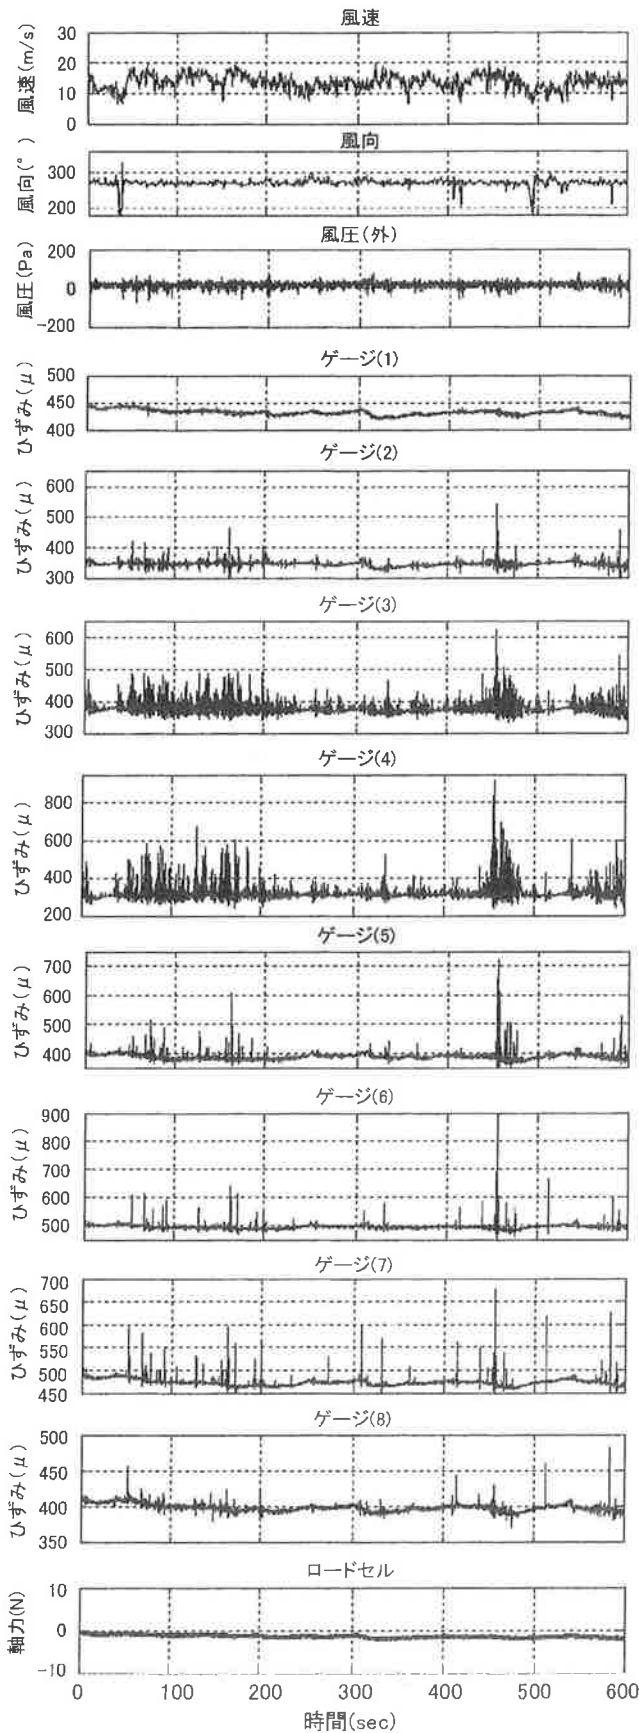 風速
風速(m/s)
30
20
10
0
風向
風向(°)
300
200
風圧(外)
風圧(Pa)
200
0
-200
ゲージ(1)
ひずみ(μ)
500
450
400
ゲージ(2)
ひずみ(μ)
600
500
400
300
ゲージ(3)
ひずみ(μ)
600
500
400
300
ゲージ(4)
ひずみ(μ)
800
600
400
200
ゲージ(5)
ひずみ(μ)
700
600
500
400
ゲージ(6)
ひずみ(μ)
900
800
700
600
500
ゲージ(7)
ひずみ(μ)
700
650
600
550
500
450
ゲージ(8)
ひずみ(μ)
500
450
400
350
ロードセル
軸力(N)
10
0
-10
0 100 200 300 400 500 600
時間(sec)